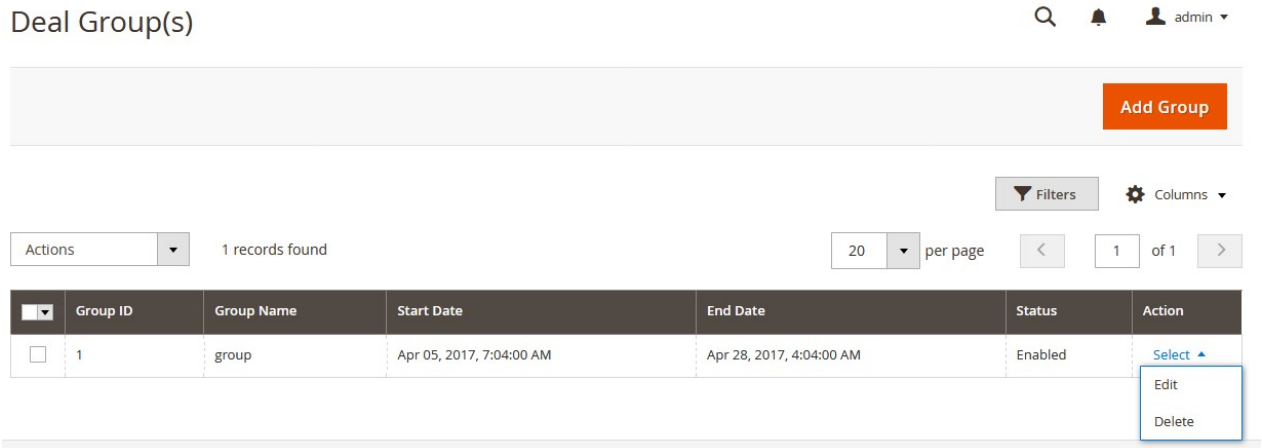 Deal Group(s)
admin
Add Group
Filters
Columns
Actions
1 records found
20
per page
1
of 1
Group ID
Group Name
Start Date
End Date
Status
Action
1
group
Apr 05, 2017, 7:04:00 AM
Apr 28, 2017, 4:04:00 AM
Enabled
Select
Edit
Delete